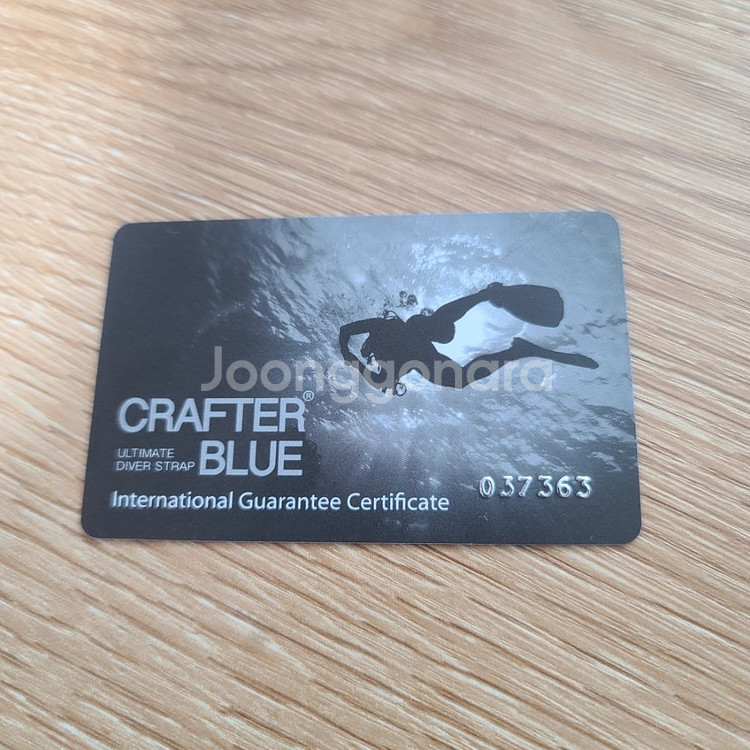 Joonggonara
CRAFTER®
ULTIMATE
DIVER STRAP
BLUE
International Guarantee Certificate
037363